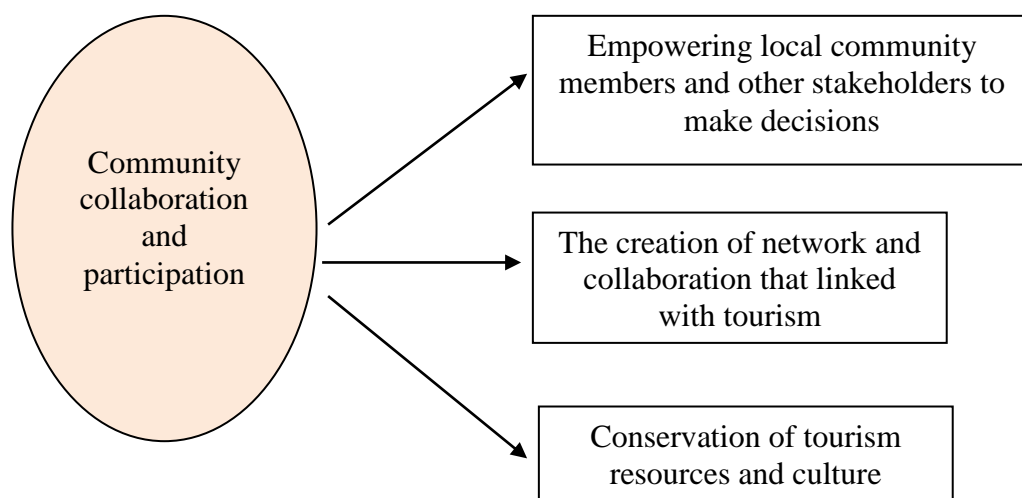 Community
collaboration
and
participation
Empowering local community
members and other stakeholders to
make decisions
The creation of network and
collaboration that linked
with tourism
Conservation of tourism
resources and culture